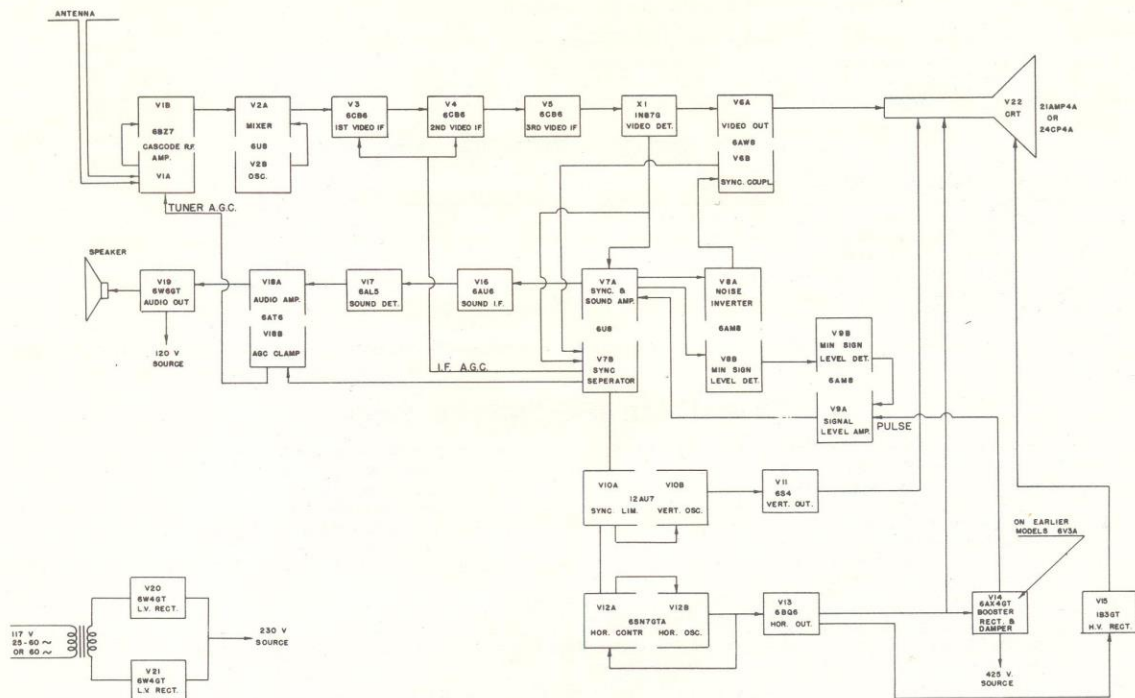 ANTENNA
V1B
6BZ7
CASCODE R.F.
AMP.
V1A
V2A
MIXER
6U8
V2B
OSC.
V3
6CB6
1ST VIDEO IF
V4
6CB6
2ND VIDEO IF
V5
6CB6
3RD VIDEO IF
X1
1N87G
VIDEO DET.
V6A
VIDEO OUT
6AW8
V6B
SYNC. COUPL.
V22
CRT
21AMP4A
OR
24CP4A
TUNER A.G.C.
SPEAKER
V19
6W6GT
AUDIO OUT
120 V
SOURCE
V18A
AUDIO AMP.
6AT6
V18B
AGC CLAMP
V17
6AL5
SOUND DET.
V16
6AU6
SOUND I.F.
I.F. A.G.C.
V7A
SYNC. &
SOUND AMP.
6U8
V7B
SYNC
SEPERATOR
V8A
NOISE
INVERTER
6AM8
V8B
MIN SIGN
LEVEL DET.
V9B
MIN SIGN
LEVEL DET.
6AM8
V9A
SIGNAL
LEVEL AMP.
PULSE
V10A V10B
12AU7
SYNC. LIM. VERT. OSC.
V11
6S4
VERT. OUT.
ON EARLIER
MODELS 6V3A
V12A V12B
6SN7GTA
HOR. CONTR HOR. OSC.
V13
6BQ6
HOR. OUT.
V14
6AX4GT
BOOSTER
RECT. &
DAMPER
425 V.
SOURCE
V15
1B3GT
H.V. RECT.
117 V
25-60 ~
OR 60 ~
V20
6W4GT
L.V. RECT.
V21
6W4GT
L.V. RECT.
230 V
SOURCE